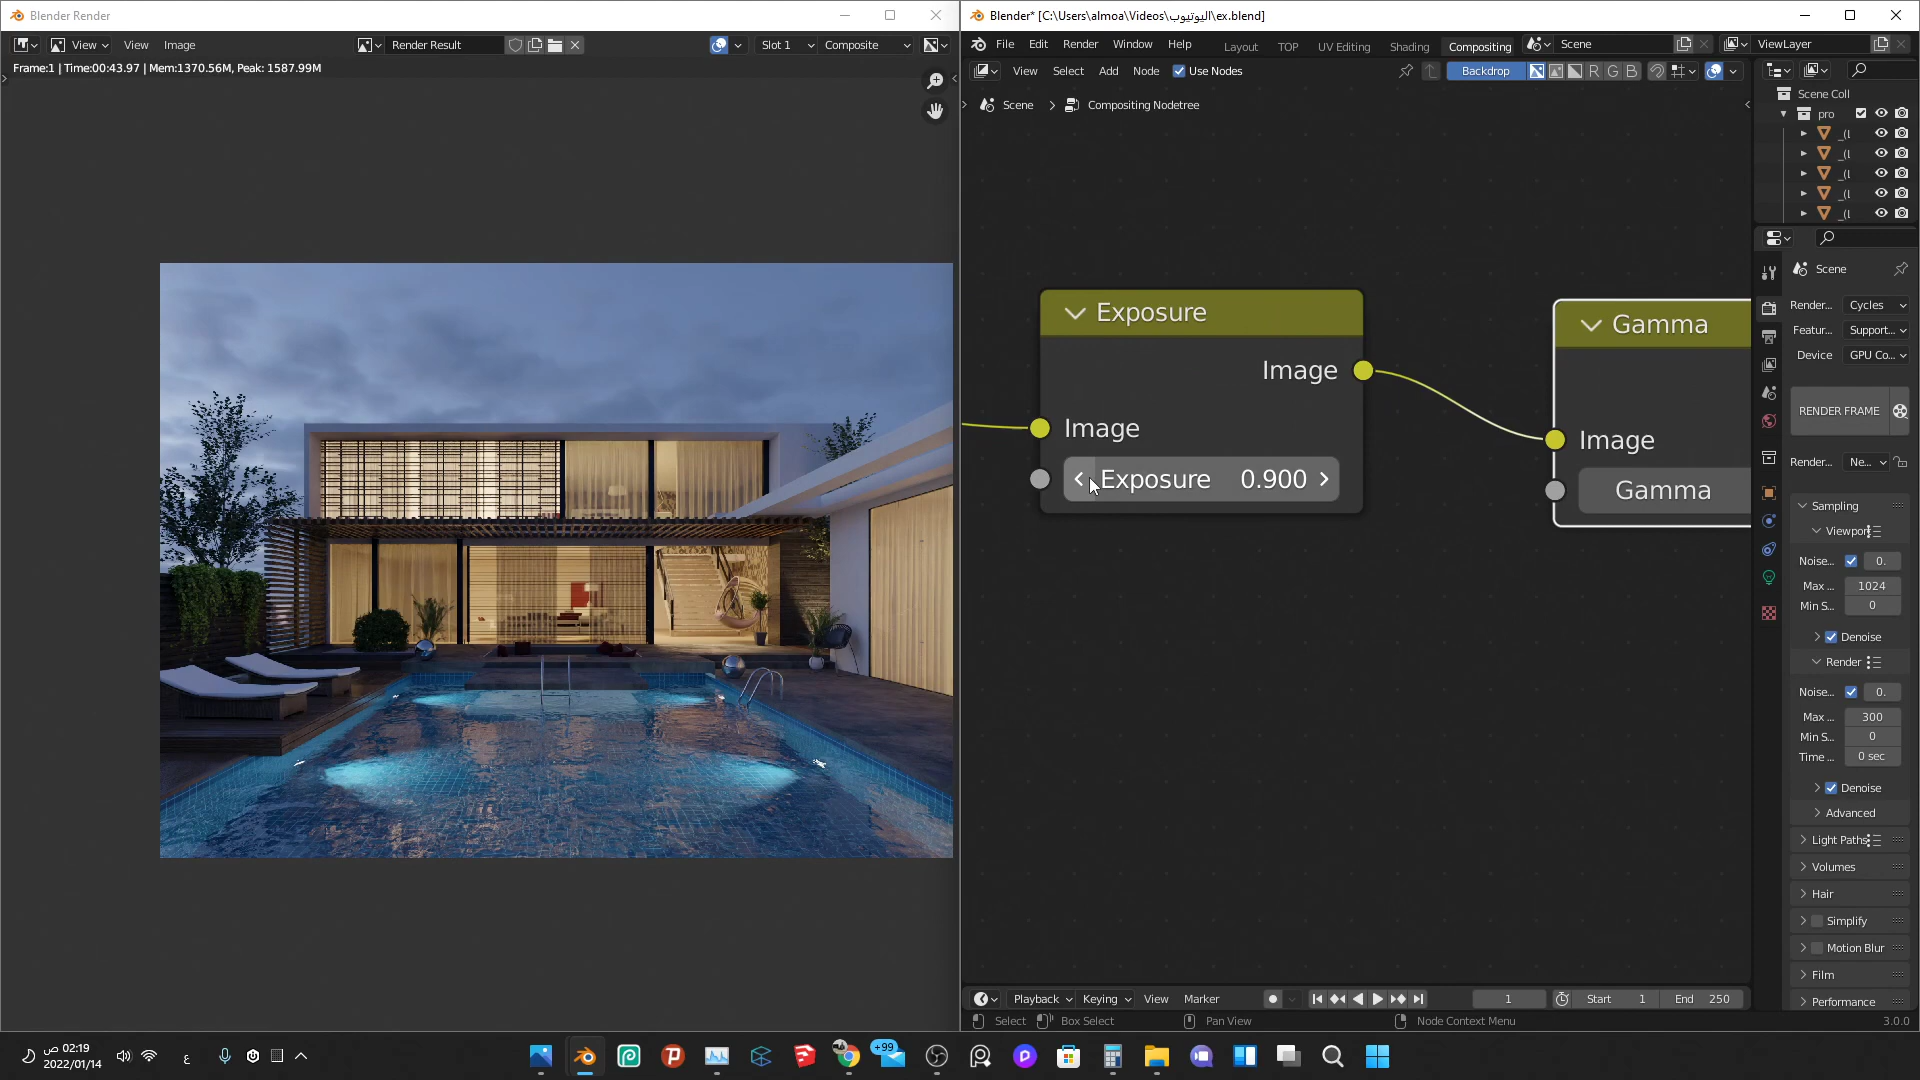 Blender Render
View
View
Image
Render Result
Slot 1
Composite
Frame:1 | Time:00:43.97 | Mem:1370.56M, Peak: 1587.99M
Blender* [C:\Users\almoa\Videos\اليوتيوب\ex.blend]
File
Edit
Render
Window
Help
Layout
TOP
UV Editing
Shading
Compositing
Scene
ViewLayer
View
Select
Add
Node
Use Nodes
Backdrop
R
G
B
Scene
Compositing Nodetree
Exposure
Image
Image
Exposure 0.900
Gamma
Image
Gamma
Scene Coll
pro
Scene
Render... Cycles
Featur... Support...
Device GPU Co...
RENDER FRAME
Render... Ne...
Sampling
Viewport
Noise... 0.
Max ... 1024
Min S... 0
Denoise
Render
Noise... 0.
Max ... 300
Min S... 0
Time ... 0 sec
Denoise
Advanced
Light Paths
Volumes
Hair
Simplify
Motion Blur
Film
Performance
Playback
Keying
View
Marker
1
Start 1
End 250
Select
Box Select
Pan View
Node Context Menu
3.0.0
02:19 ص
2022/01/14
ع
+99